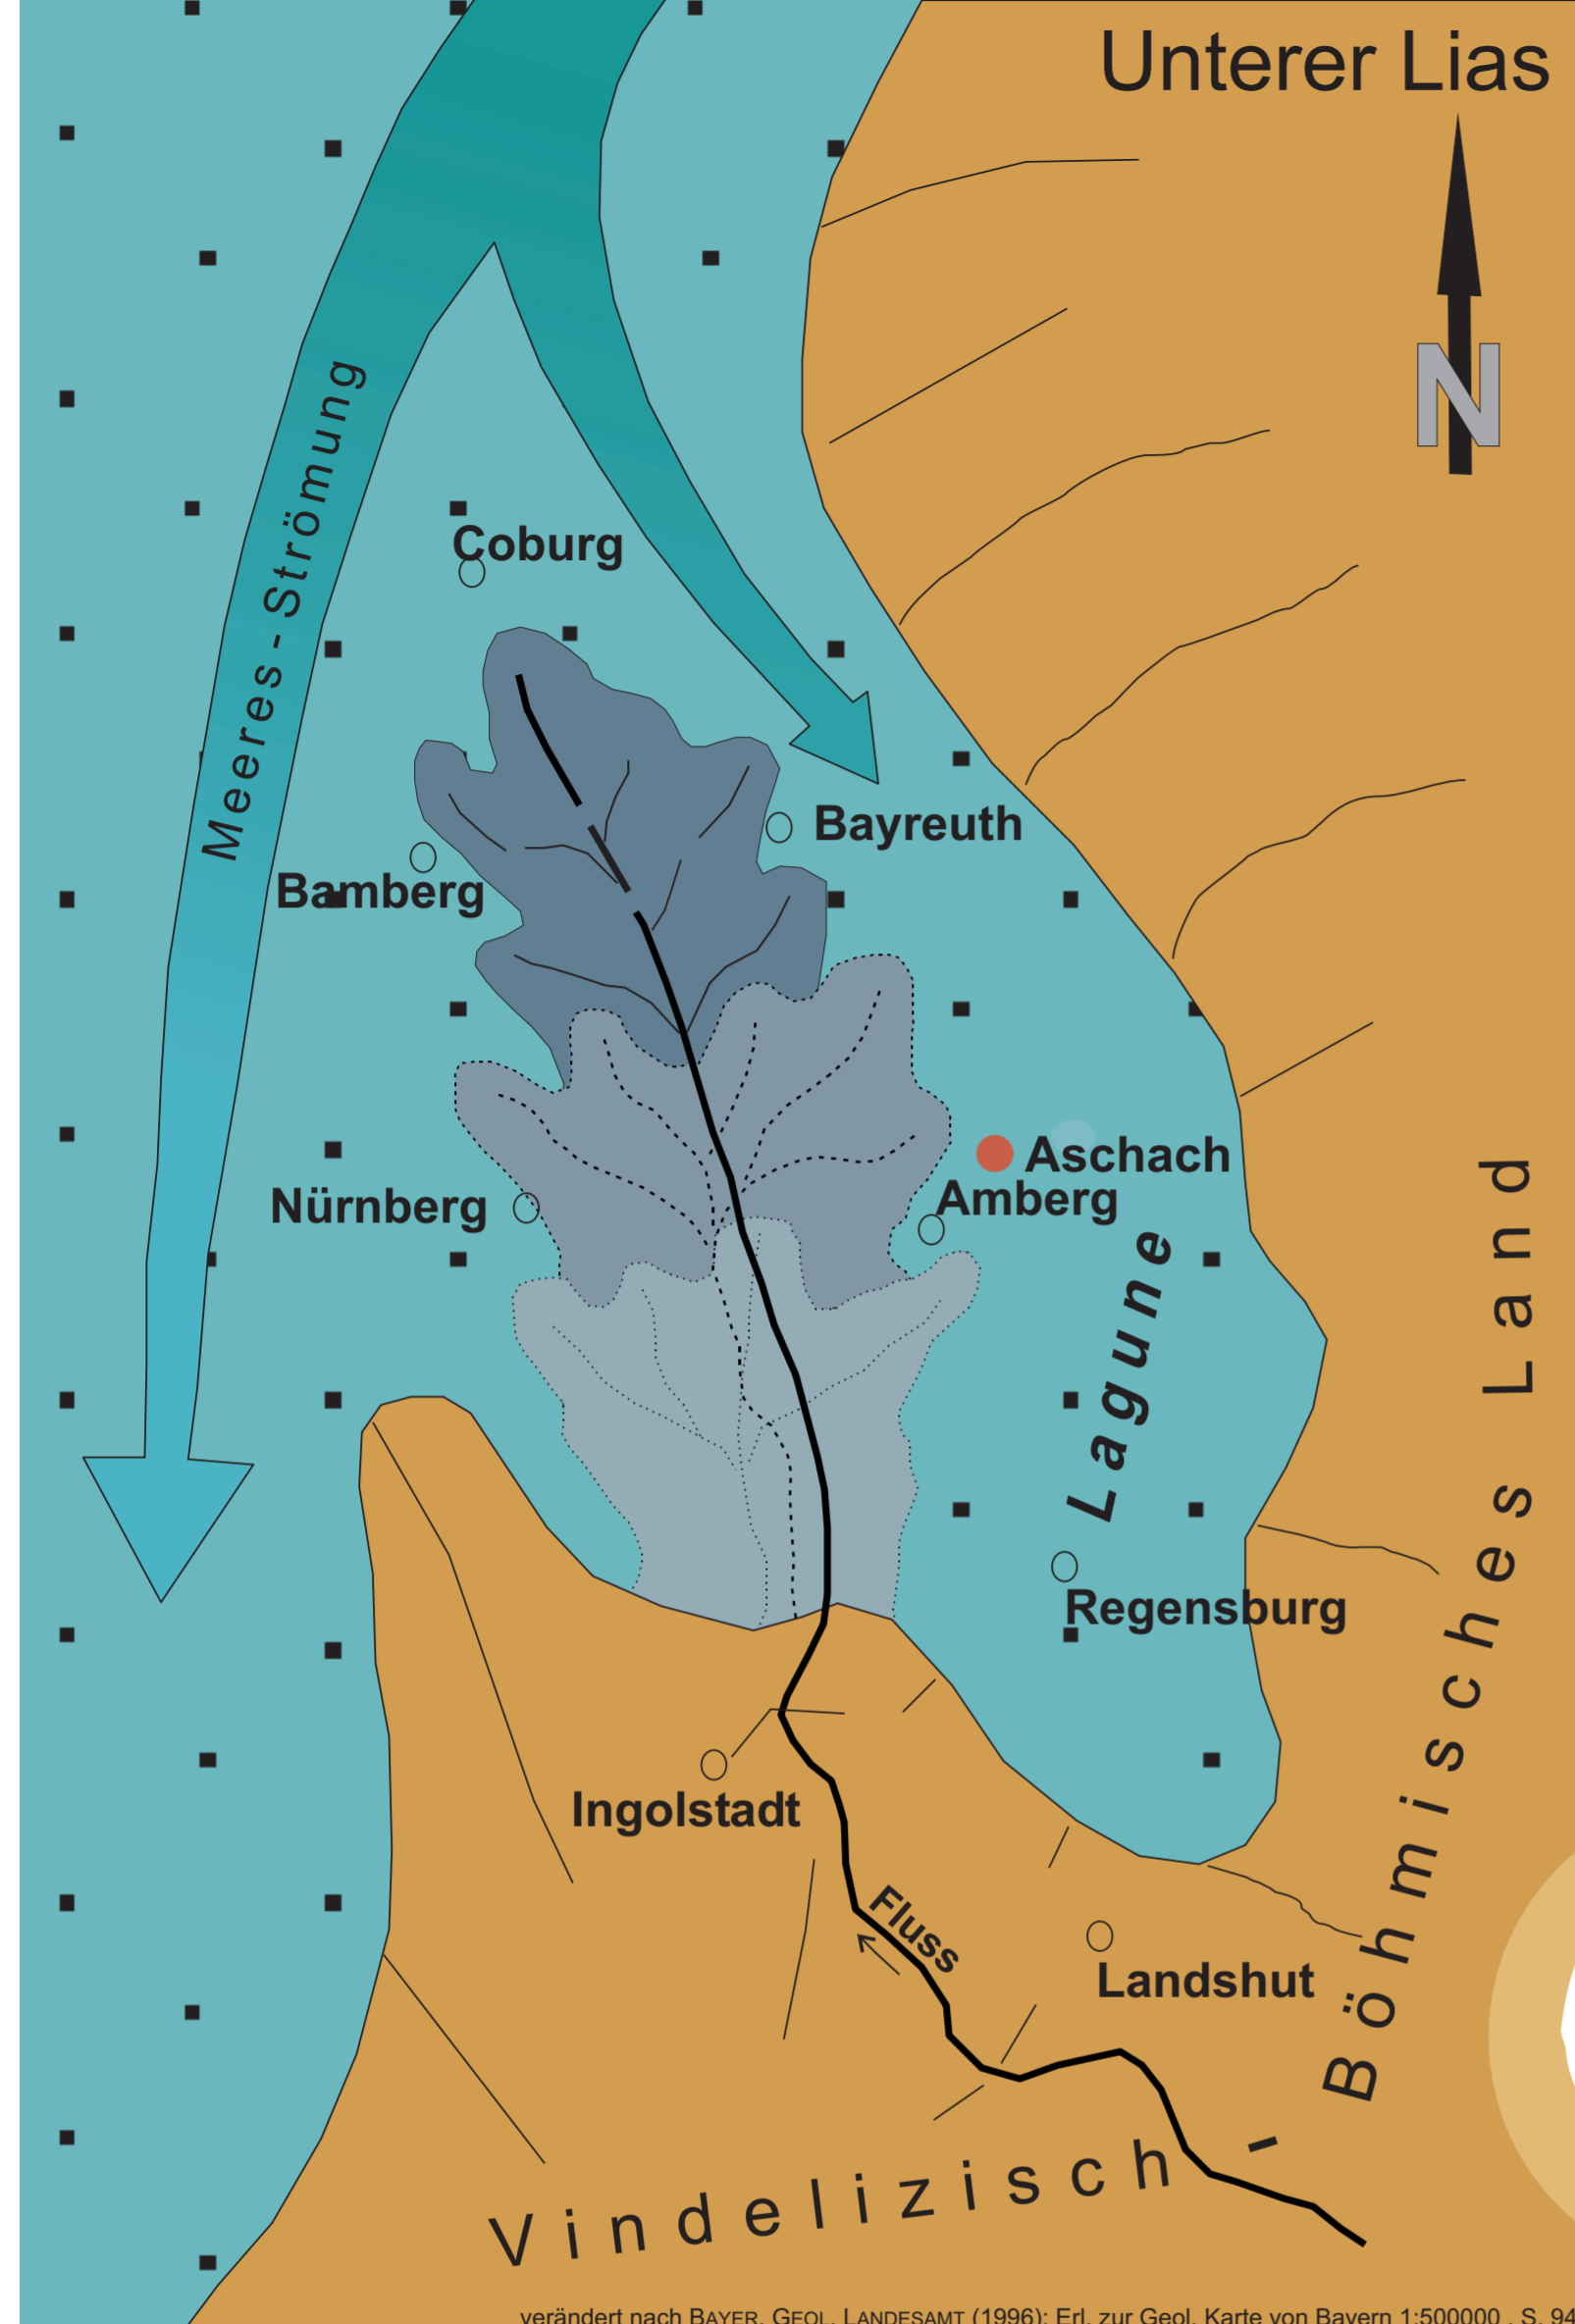 Unterer Lias
N
Meeres-Strömung
Coburg
Bayreuth
Bamberg
Aschach
Amberg
Nürnberg
Lagune
Regensburg
Ingolstadt
Fluss
Landshut
Vindelizisch - Böhmisches Land
verändert nach BAYER. GEOL. LANDESAMT (1996): Erl. zur Geol. Karte von Bayern 1:500000 , S. 94